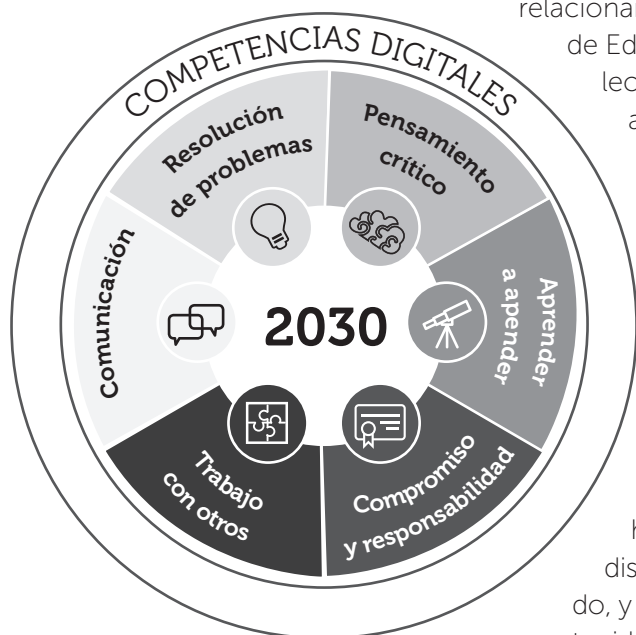 relacionar
de Ed
lec
a
COMPETENCIAS DIGITALES
Resolución
de problemas
Pensamiento
crítico
Aprender
a apender
Compromiso
y responsabilidad
Trabajo
con otros
Comunicación
2030
h
dis
do, y